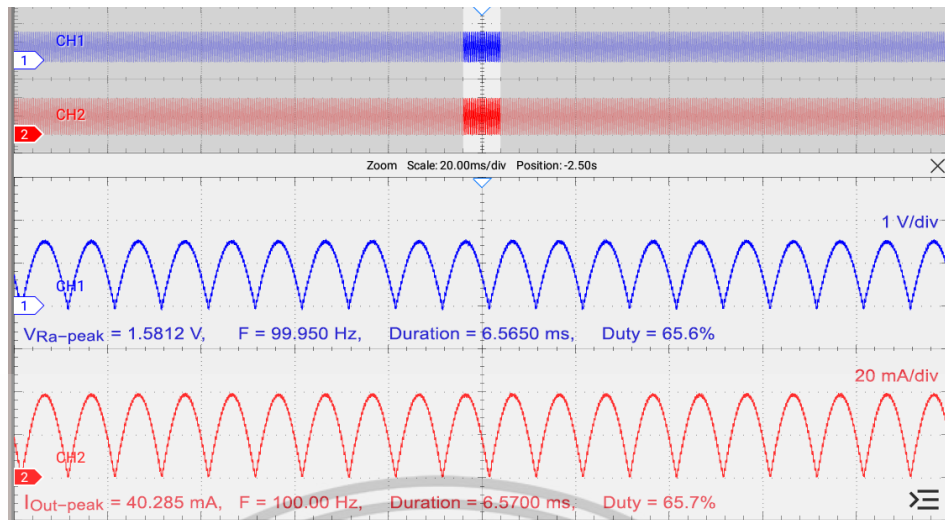 CH1
1
CH2
2
Zoom Scale: 20.00ms/div Position: -2.50s
1 V/div
CH1
1
VRa-peak = 1.5812 V, F = 99.950 Hz, Duration = 6.5650 ms, Duty = 65.6%
20 mA/div
CH2
2
IOut-peak = 40.285 mA, F = 100.00 Hz, Duration = 6.5700 ms, Duty = 65.7%